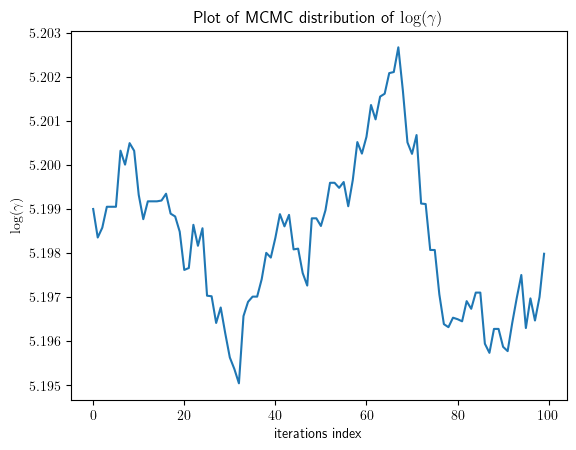 Plot of MCMC distribution of log(γ)
5.203
5.202
5.201
5.200
5.199
5.198
5.197
5.196
5.195
log(γ)
0 20 40 60 80 100
iterations index